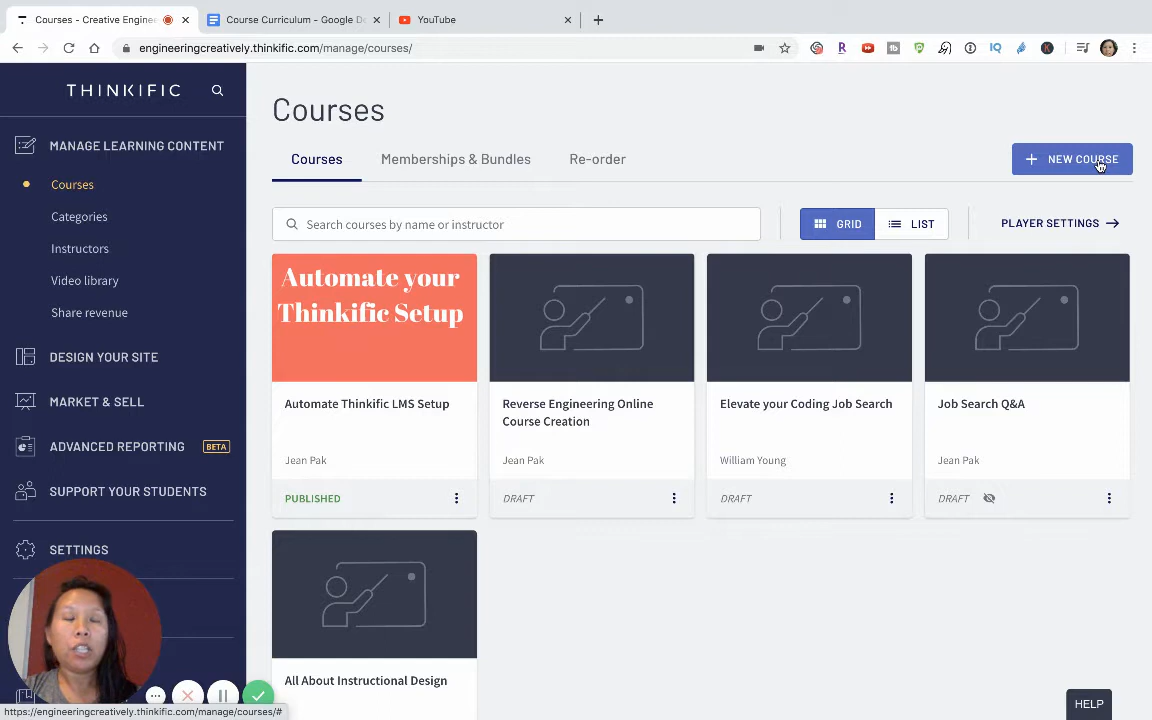 Courses - Creative Enginee
Course Curriculum - Google Do
YouTube
engineeringcreatively.thinkific.com/manage/courses/
THINKIFIC
MANAGE LEARNING CONTENT
Courses
Categories
Instructors
Video library
Share revenue
DESIGN YOUR SITE
MARKET & SELL
ADVANCED REPORTING BETA
SUPPORT YOUR STUDENTS
SETTINGS
Courses
Courses
Memberships & Bundles
Re-order
+ NEW COURSE
Search courses by name or instructor
GRID
LIST
PLAYER SETTINGS →
Automate your
Thinkific Setup
Automate Thinkific LMS Setup
Jean Pak
PUBLISHED
Reverse Engineering Online
Course Creation
Jean Pak
DRAFT
Elevate your Coding Job Search
William Young
DRAFT
Job Search Q&A
Jean Pak
DRAFT
All About Instructional Design
HELP
https://engineeringcreatively.thinkific.com/manage/courses/#